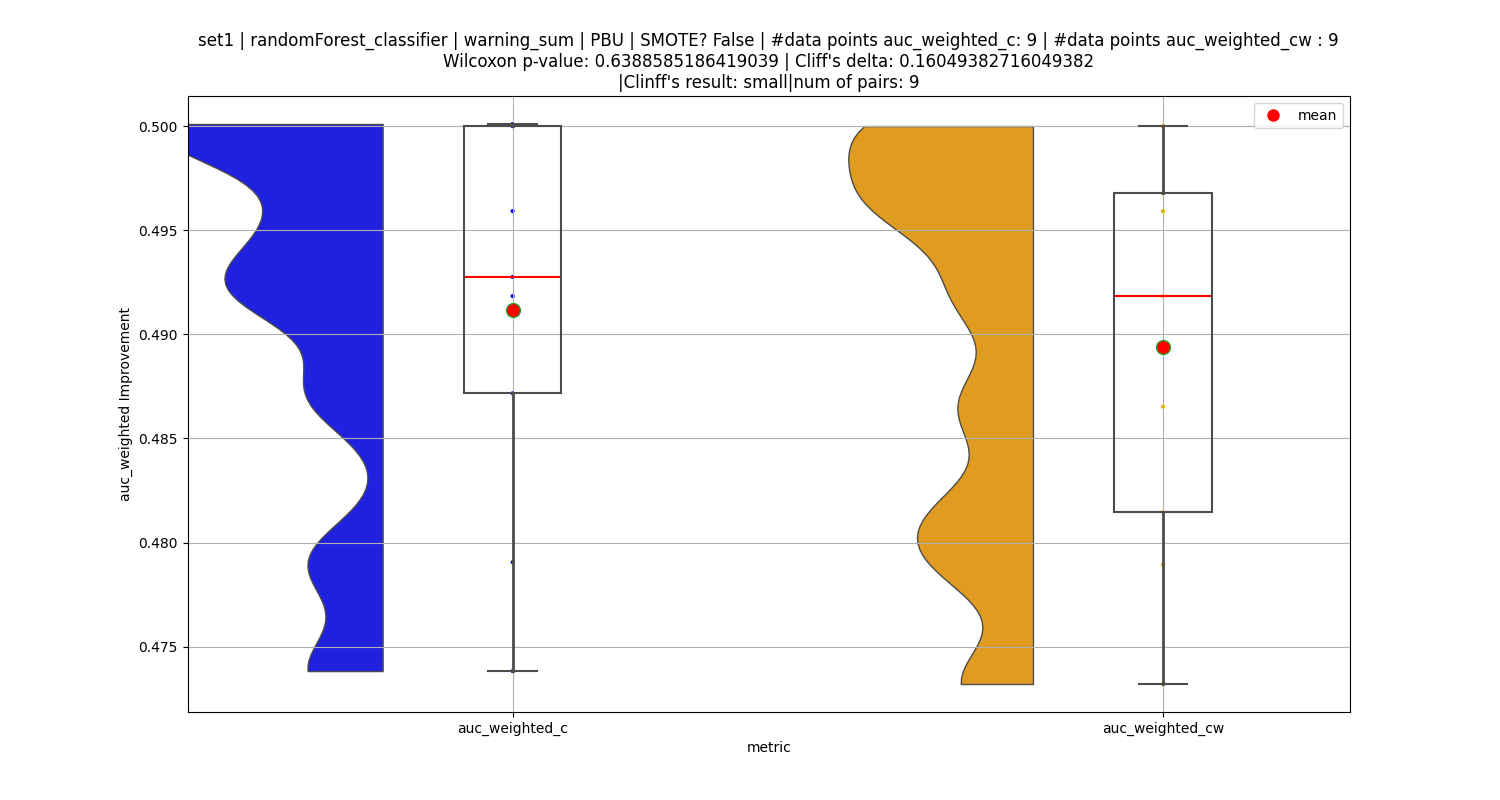 set1 | randomForest_classifier | warning_sum | PBU | SMOTE? False | #data points auc_weighted_c: 9 | #data points auc_weighted_cw : 9
Wilcoxon p-value: 0.6388585186419039 | Cliff's delta: 0.16049382716049382
|Clinff's result: small|num of pairs: 9
mean
0.500
0.495
0.490
0.485
0.480
0.475
auc_weighted Improvement
auc_weighted_c
auc_weighted_cw
metric